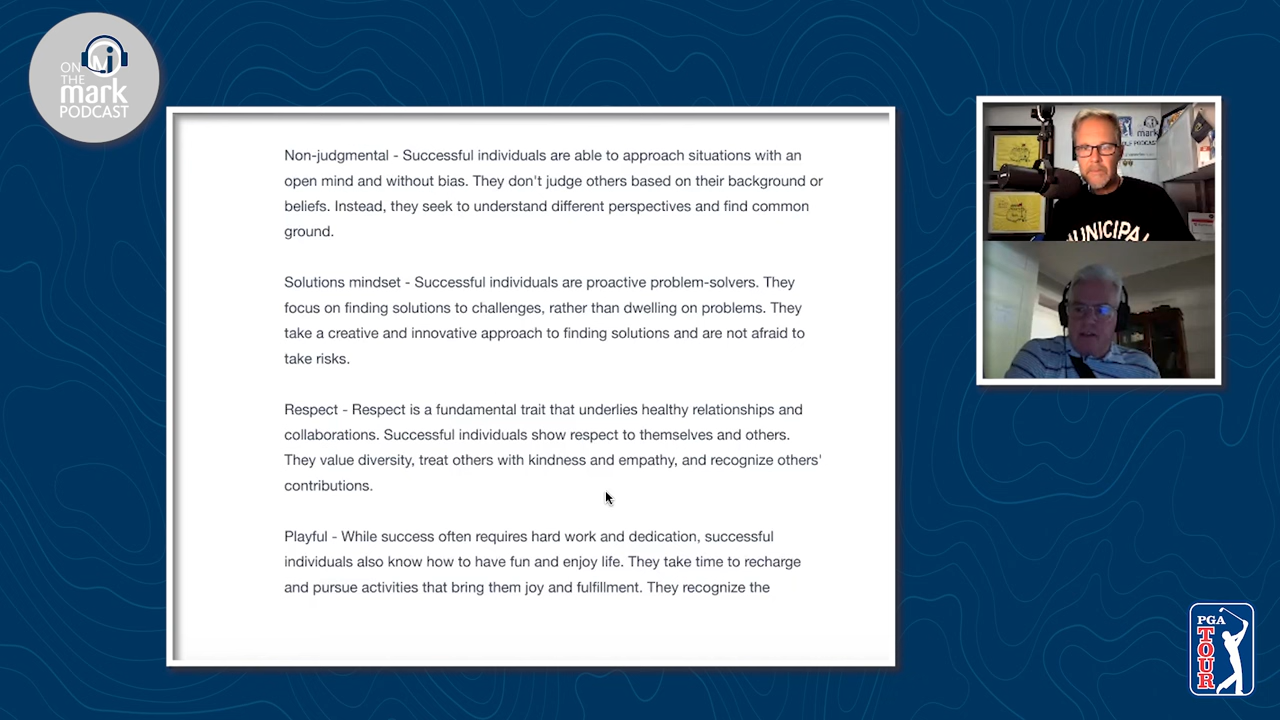 ON
THE
mark
PODCAST
Non-judgmental - Successful individuals are able to approach situations with an
open mind and without bias. They don't judge others based on their background or
beliefs. Instead, they seek to understand different perspectives and find common
ground.
Solutions mindset - Successful individuals are proactive problem-solvers. They
focus on finding solutions to challenges, rather than dwelling on problems. They
take a creative and innovative approach to finding solutions and are not afraid to
take risks.
Respect - Respect is a fundamental trait that underlies healthy relationships and
collaborations. Successful individuals show respect to themselves and others.
They value diversity, treat others with kindness and empathy, and recognize others'
contributions.
Playful - While success often requires hard work and dedication, successful
individuals also know how to have fun and enjoy life. They take time to recharge
and pursue activities that bring them joy and fulfillment. They recognize the
mark
MUNICIPAL
PGA
TOUR